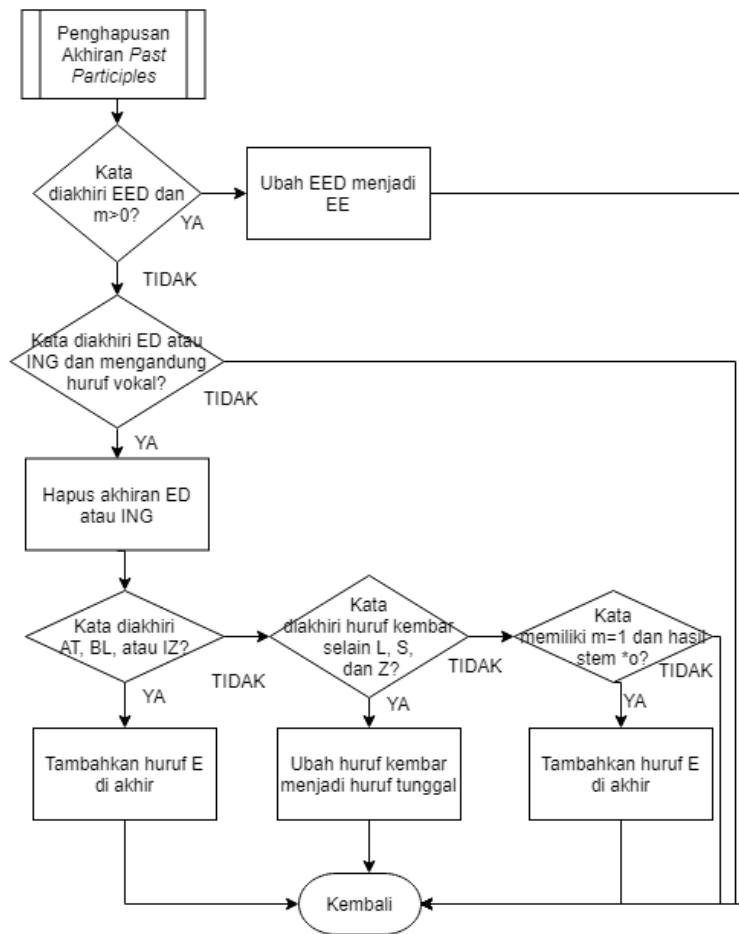 Penghapusan
Akhiran Past
Participles
Kata
diakhiri EED dan
m>0?
YA
Ubah EED menjadi
EE
TIDAK
Kata diakhiri ED atau
ING dan mengandung
huruf vokal?
TIDAK
YA
Hapus akhiran ED
atau ING
Kata diakhiri
AT, BL, atau IZ?
TIDAK
YA
Kata
diakhiri huruf kembar
selain L, S,
dan Z?
TIDAK
YA
Kata
memiliki m=1 dan hasil
stem *o?
TIDAK
YA
Tambahkan huruf E
di akhir
Ubah huruf kembar
menjadi huruf tunggal
Tambahkan huruf E
di akhir
Kembali